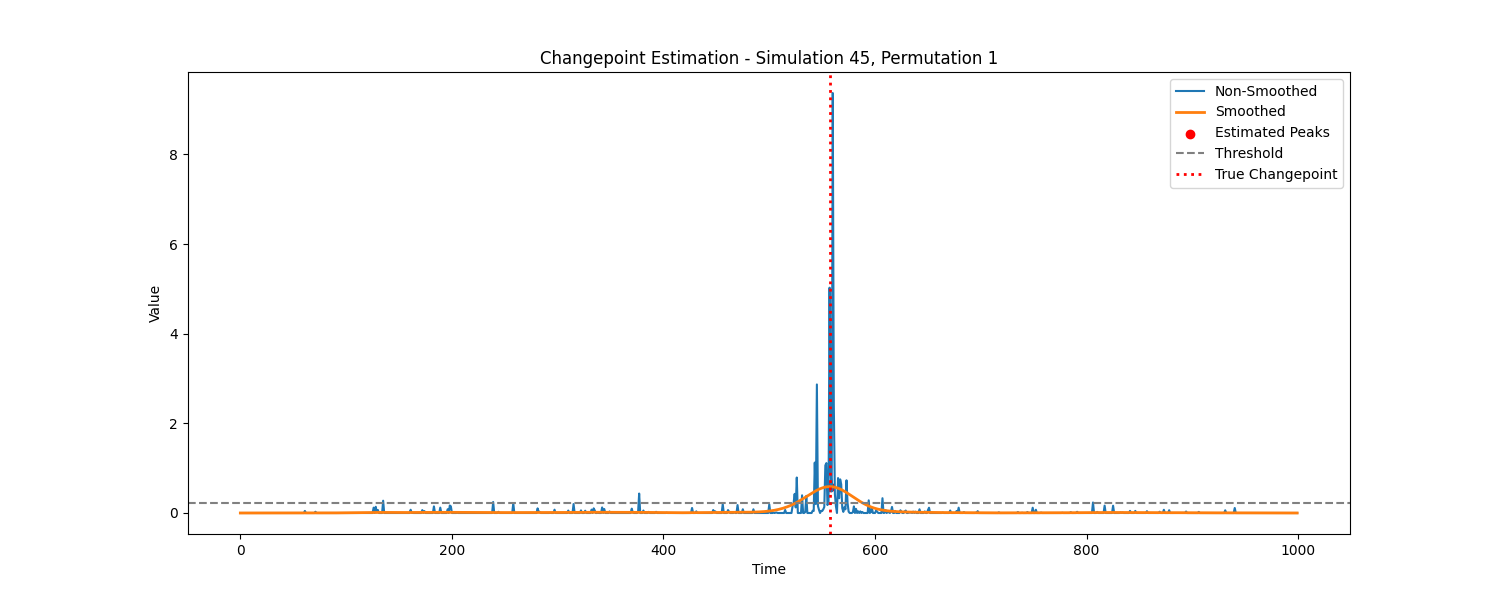 Changepoint Estimation - Simulation 45, Permutation 1
Non-Smoothed
Smoothed
Estimated Peaks
Threshold
True Changepoint
Value
8
6
4
2
0
0 200 400 600 800 1000
Time